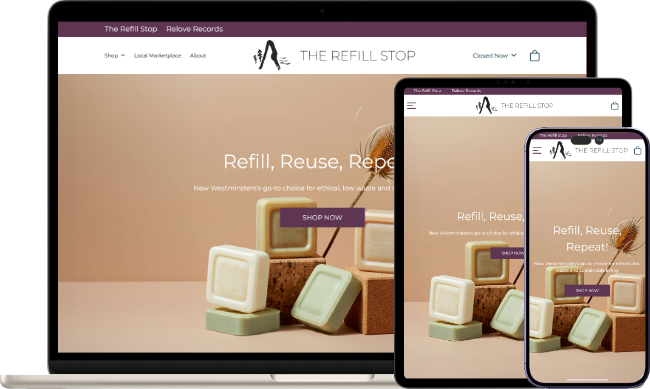 The Refill Stop Relove Records
Shop Local Marketplace About
THE REFILL STOP
Closed Now
Refill, Reuse, Repe
New Westminster's go-to choice for ethical, low waste and s
SHOP NOW
The Refill Stop Relove Records
THE REFILL STOP
Refill, Reuse,
New Westminster's go-to choice for ethical,
SHOP NOW
The Refill Stop Relove Records
THE REFILL STOP
Refill, Reuse,
Repeat!
New Westminster's go-to choice for ethical, low
waste and sustainable living.
SHOP NOW